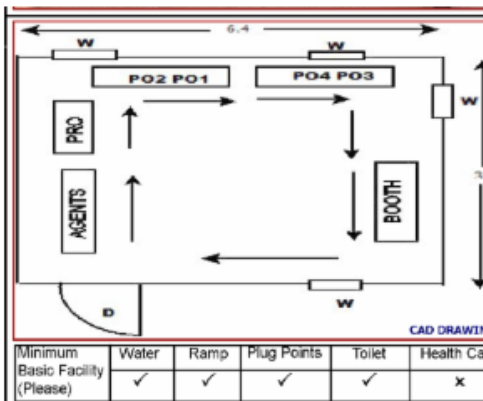 6.4
W
W
PO2 PO1
PO4 PO3
W
PRO
AGENTS
BOOTH
W
D
CAD DRAWIN
Minimum Basic Facility (Please)
Water
Ramp
Plug Points
Toilet
Health Ca
✓
✓
✓
✓
x